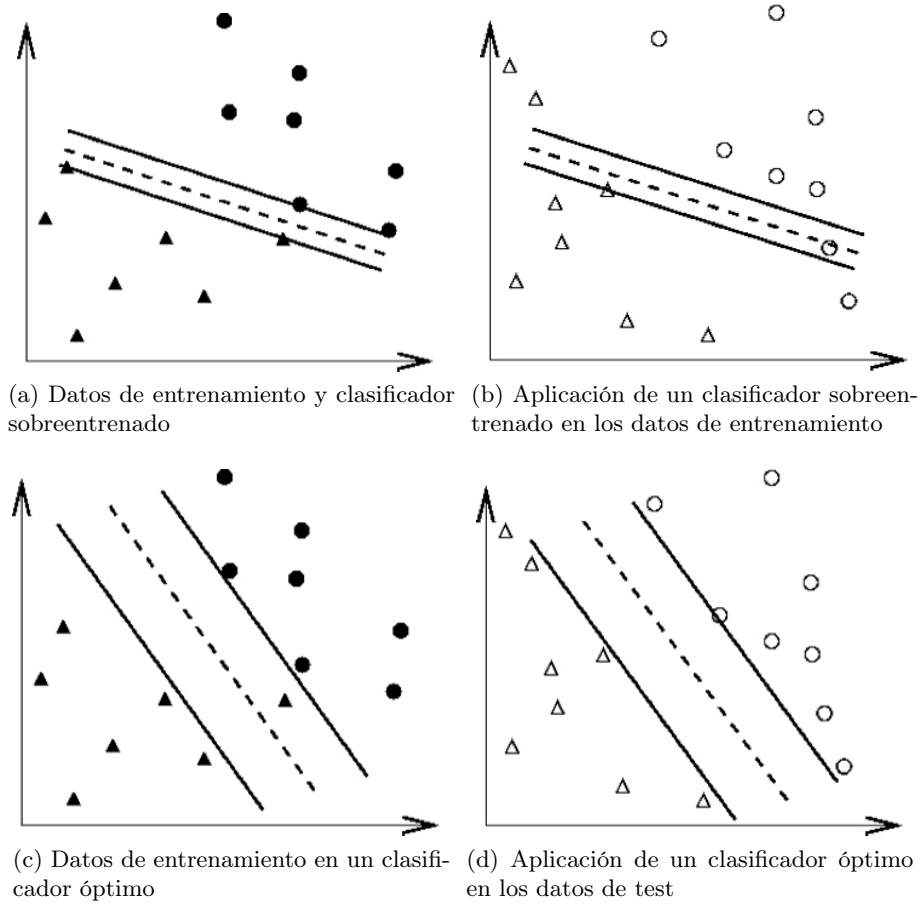 (a) Datos de entrenamiento y clasificador
sobreentrenado
(b) Aplicación de un clasificador sobreen-
trenado en los datos de entrenamiento
(c) Datos de entrenamiento en un clasifi-
cador óptimo
(d) Aplicación de un clasificador óptimo
en los datos de test